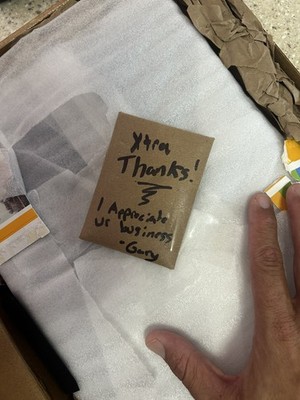 Xtra
Thanks!
I Appreciate
ur business
-Gary